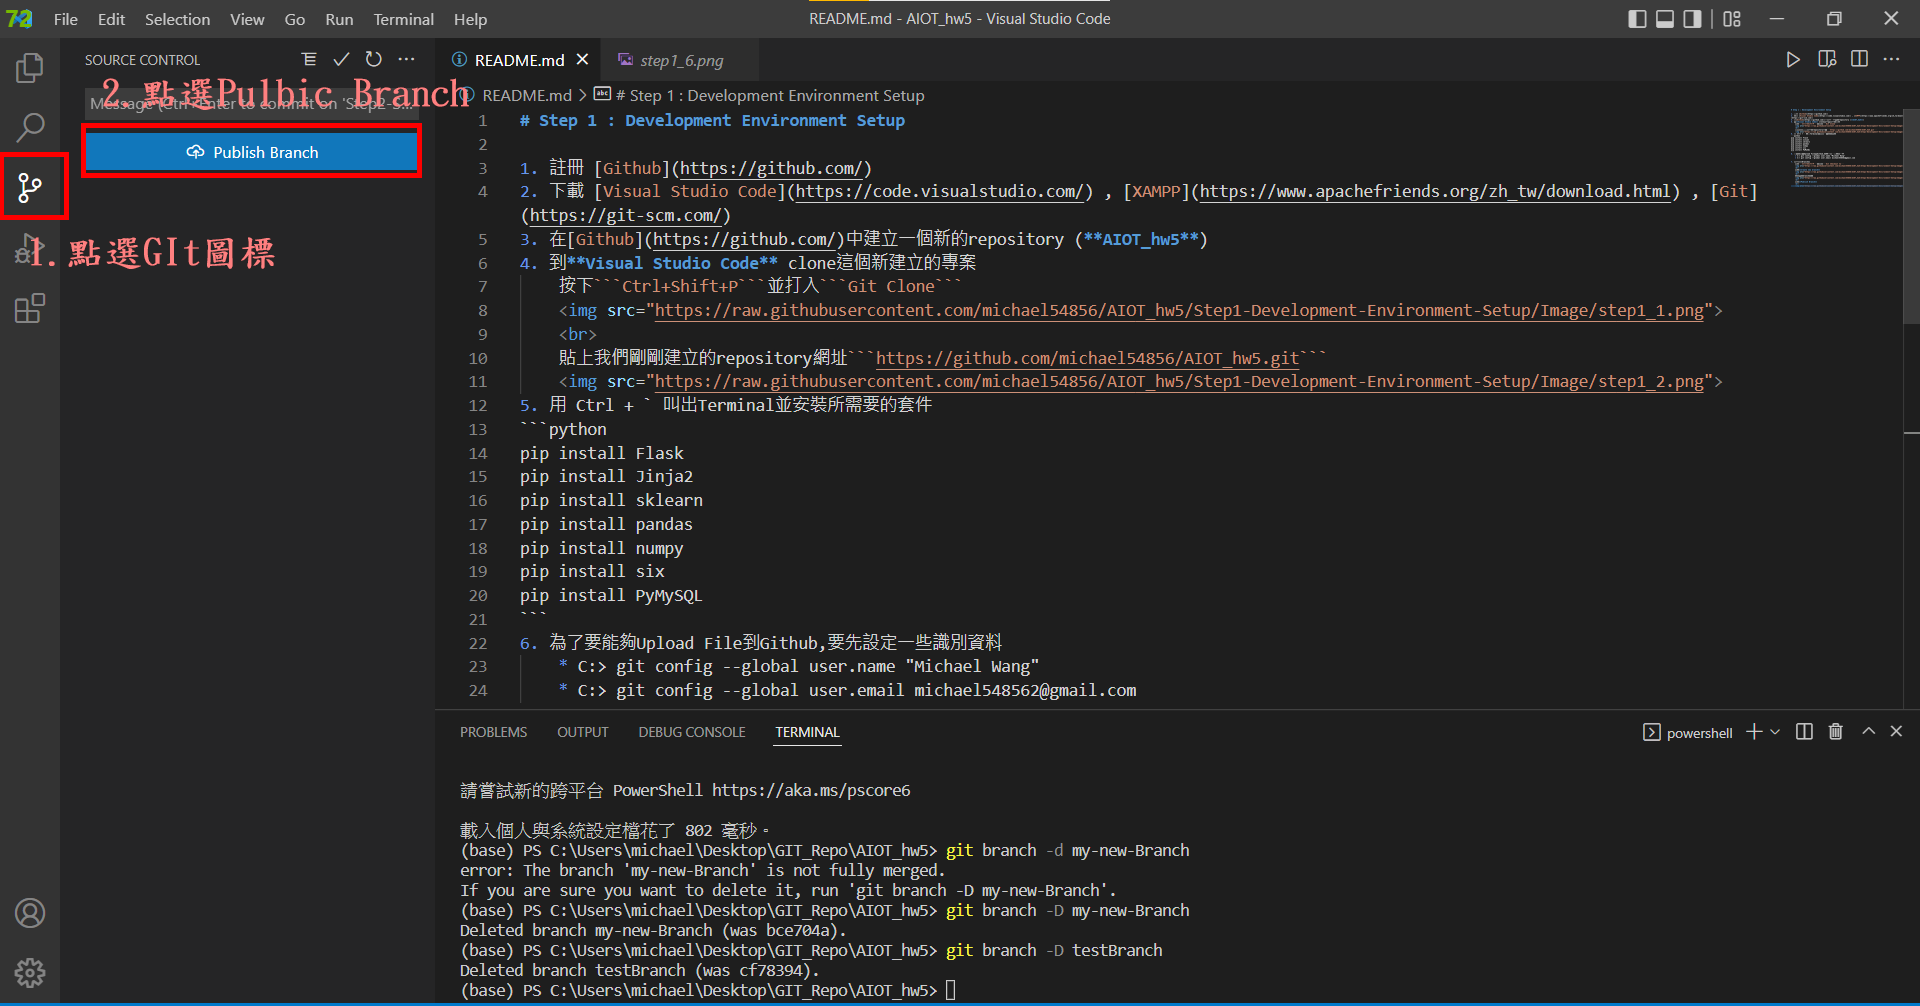 72
File Edit Selection View Go Run Terminal Help
README.md - AIOT_hw5 - Visual Studio Code
SOURCE CONTROL
2.點選Pulbic Branch
Message (Ctrl+Enter to commit on 'Step2-S...
Publish Branch
1.點選GIt圖標
README.md step1_6.png
README.md > # Step 1 : Development Environment Setup
1 # Step 1 : Development Environment Setup
2
3 1. 註冊 [Github](https://github.com/)
4 2. 下載 [Visual Studio Code](https://code.visualstudio.com/) , [XAMPP](https://www.apachefriends.org/zh_tw/download.html) , [Git]
(https://git-scm.com/)
5 3. 在[Github](https://github.com/)中建立一個新的repository (**AIOT_hw5**)
6 4. 到**Visual Studio Code** clone這個新建立的專案
7 按下```Ctrl+Shift+P```並打入```Git Clone```
8 <img src="https://raw.githubusercontent.com/michael54856/AIOT_hw5/Step1-Development-Environment-Setup/Image/step1_1.png">
9 <br>
10 貼上我們剛剛建立的repository網址```https://github.com/michael54856/AIOT_hw5.git```
11 <img src="https://raw.githubusercontent.com/michael54856/AIOT_hw5/Step1-Development-Environment-Setup/Image/step1_2.png">
12 5. 用 Ctrl + ` 叫出Terminal並安裝所需要的套件
13 ```python
14 pip install Flask
15 pip install Jinja2
16 pip install sklearn
17 pip install pandas
18 pip install numpy
19 pip install six
20 pip install PyMySQL
21 ```
22 6. 為了要能夠Upload File到Github,要先設定一些識別資料
23 * C:> git config --global user.name "Michael Wang"
24 * C:> git config --global user.email michael548562@gmail.com
PROBLEMS OUTPUT DEBUG CONSOLE TERMINAL
powershell
請嘗試新的跨平台 PowerShell https://aka.ms/pscore6
載入個人與系統設定檔花了 802 毫秒。
(base) PS C:\Users\michael\Desktop\GIT_Repo\AIOT_hw5> git branch -d my-new-Branch
error: The branch 'my-new-Branch' is not fully merged.
If you are sure you want to delete it, run 'git branch -D my-new-Branch'.
(base) PS C:\Users\michael\Desktop\GIT_Repo\AIOT_hw5> git branch -D my-new-Branch
Deleted branch my-new-Branch (was bce704a).
(base) PS C:\Users\michael\Desktop\GIT_Repo\AIOT_hw5> git branch -D testBranch
Deleted branch testBranch (was cf78394).
(base) PS C:\Users\michael\Desktop\GIT_Repo\AIOT_hw5>